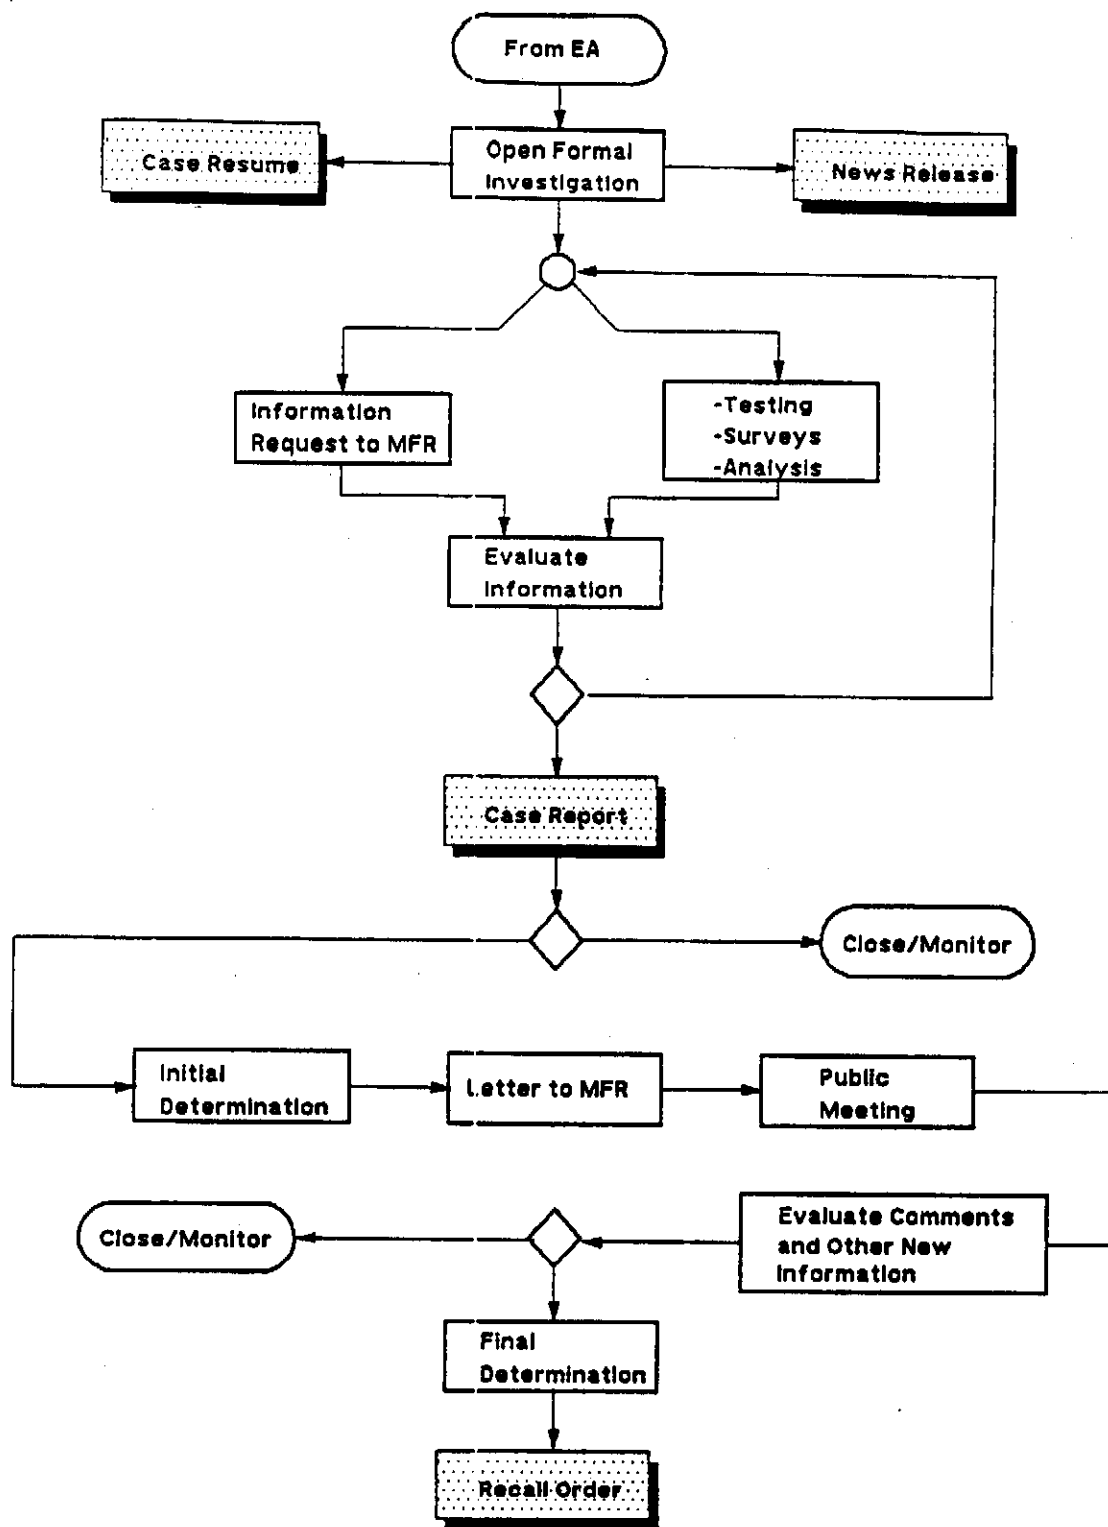 From EA
Case Resume
Open Formal
Investigation
News Release
Information
Request to MFR
-Testing
-Surveys
-Analysis
Evaluate
Information
Case Report
Close/Monitor
Initial
Determination
Letter to MFR
Public
Meeting
Close/Monitor
Evaluate Comments
and Other New
Information
Final
Determination
Recall Order